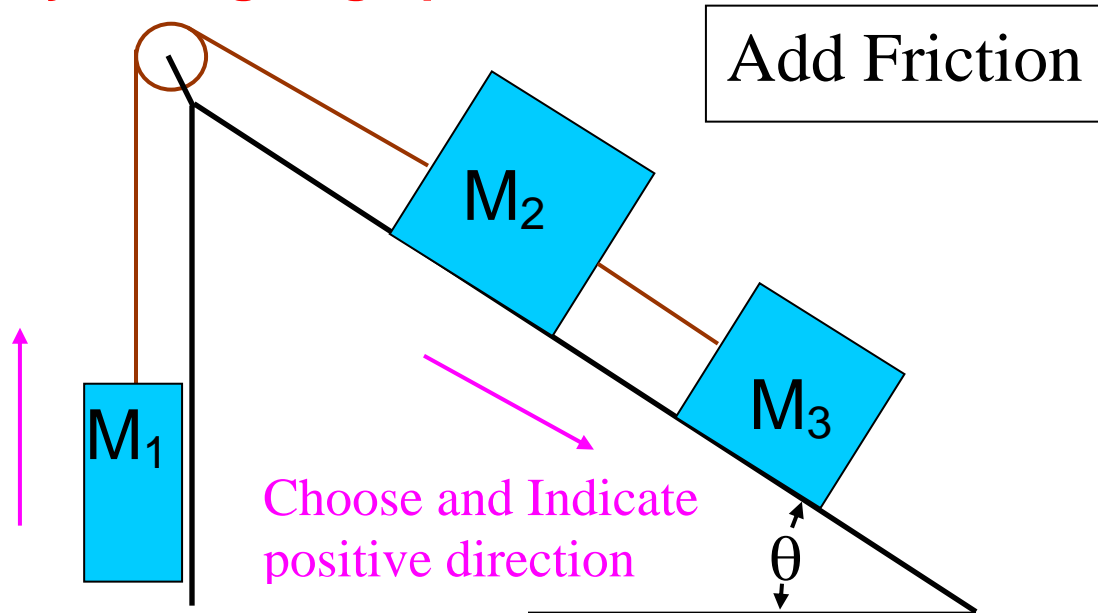 Add Friction
M₂
M₃
M₁
Choose and Indicate
positive direction
θ